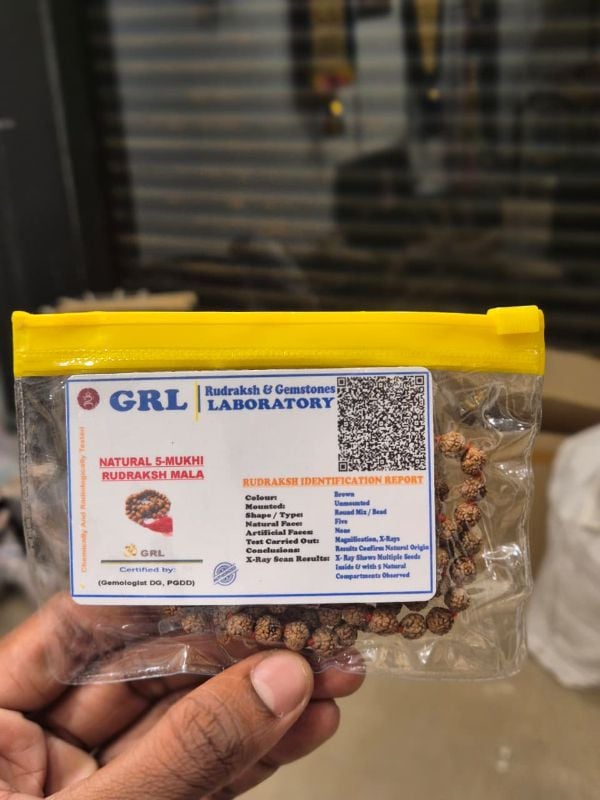 GRL
Rudraksh & Gemstones
LABORATORY
Chemically And Radiologically Tested
NATURAL 5-MUKHI
RUDRAKSH MALA
ॐ GRL
Certified by:
(Gemologist DG, PGDD)
RUDRAKSH IDENTIFICATION REPORT
Colour: Brown
Mounted: Unmounted
Shape / Type: Round Mix / Bead
Natural Face: Five
Artificial Faces: None
Test Carried Out: Magnification, X-Rays
Conclusions: Results Confirm Natural Origin
X-Ray Scan Results: X- Ray Shows Multiple Seeds
Inside & with 5 Natural
Compartments Observed